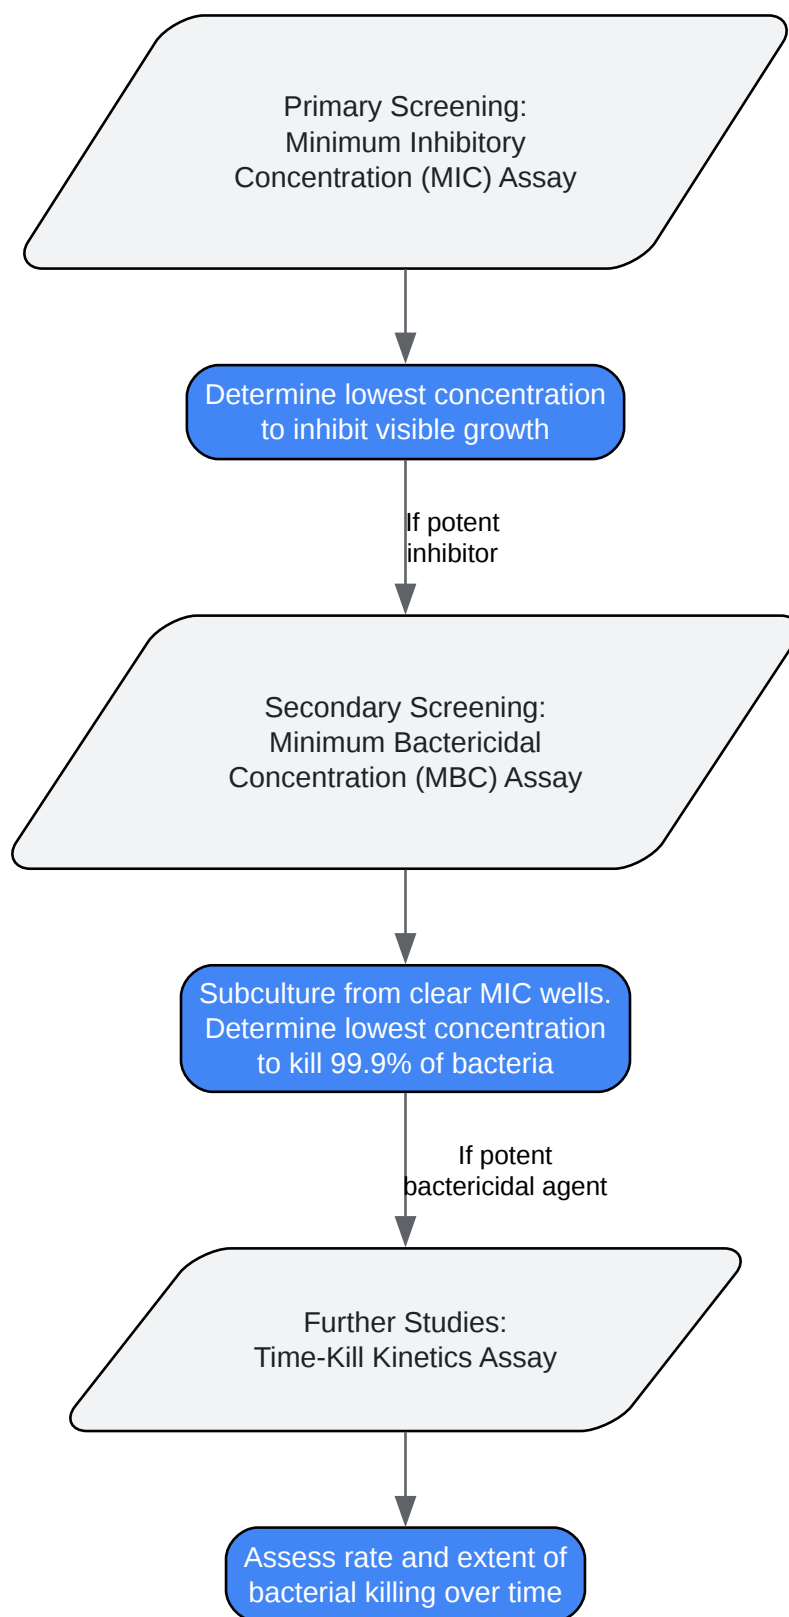 Primary Screening:
Minimum Inhibitory
Concentration (MIC) Assay
Determine lowest concentration
to inhibit visible growth
If potent
inhibitor
Secondary Screening:
Minimum Bactericidal
Concentration (MBC) Assay
Subculture from clear MIC wells.
Determine lowest concentration
to kill 99.9% of bacteria
If potent
bactericidal agent
Further Studies:
Time-Kill Kinetics Assay
Assess rate and extent of
bacterial killing over time